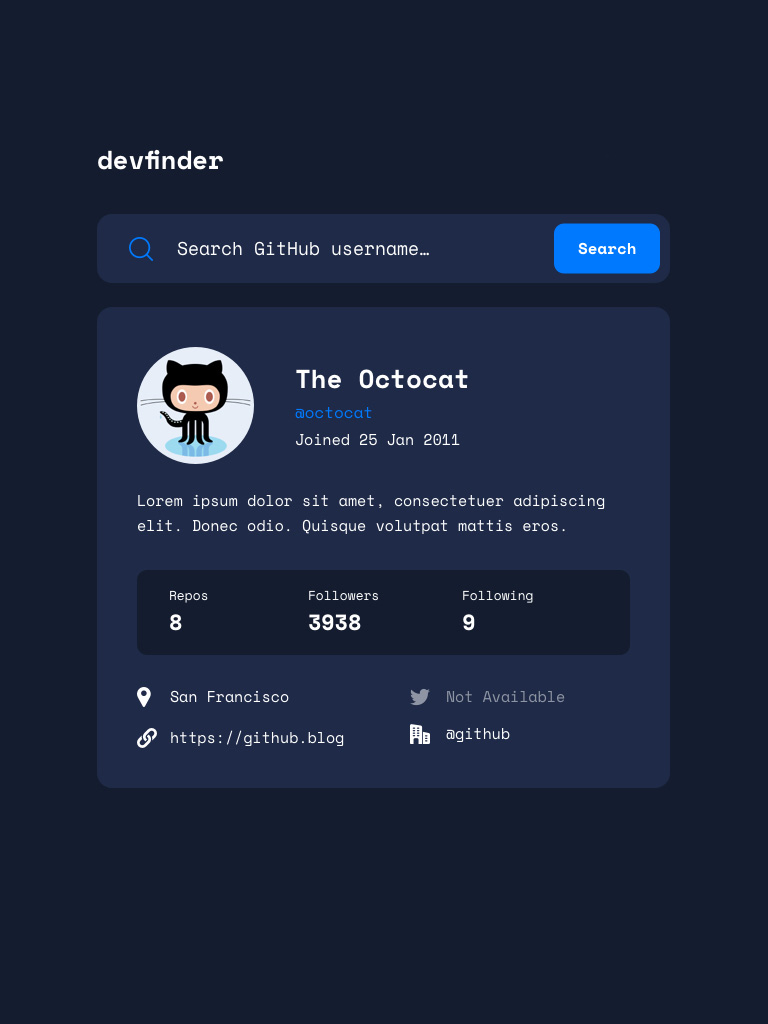 devfinder
Search GitHub username…
Search
The Octocat
@octocat
Joined 25 Jan 2011
Lorem ipsum dolor sit amet, consectetuer adipiscing
elit. Donec odio. Quisque volutpat mattis eros.
Repos
8
Followers
3938
Following
9
San Francisco
https://github.blog
Not Available
@github